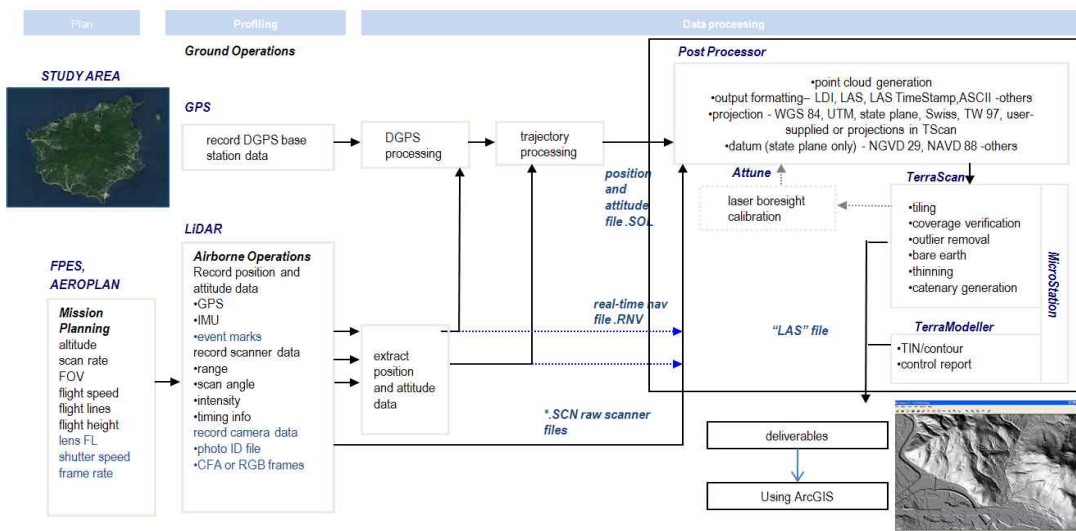 Plan
Profiling
Data processing
Ground Operations
STUDY AREA
GPS
record DGPS base
station data
DGPS
processing
trajectory
processing
Post Processor
•point cloud generation
•output formatting– LDI, LAS, LAS TimeStamp,ASCII -others
•projection - WGS 84, UTM, state plane, Swiss, TW 97, user-
supplied or projections in TScan
•datum (state plane only) - NGVD 29, NAVD 88 -others
position
and
attitude
file .SOL
Attune
laser boresight
calibration
TerraScan
•tiling
•coverage verification
•outlier removal
•bare earth
•thinning
•catenary generation
MicroStation
TerraModeller
•TIN/contour
•control report
LiDAR
Airborne Operations
Record position and
attitude data
•GPS
•IMU
•event marks
record scanner data
•range
•scan angle
•intensity
•timing info
record camera data
•photo ID file
•CFA or RGB frames
FPES,
AEROPLAN
Mission
Planning
altitude
scan rate
FOV
flight speed
flight lines
flight height
lens FL
shutter speed
frame rate
extract
position
and attitude
data
real-time nav
file .RNV
"LAS" file
*.SCN raw scanner
files
deliverables
Using ArcGIS